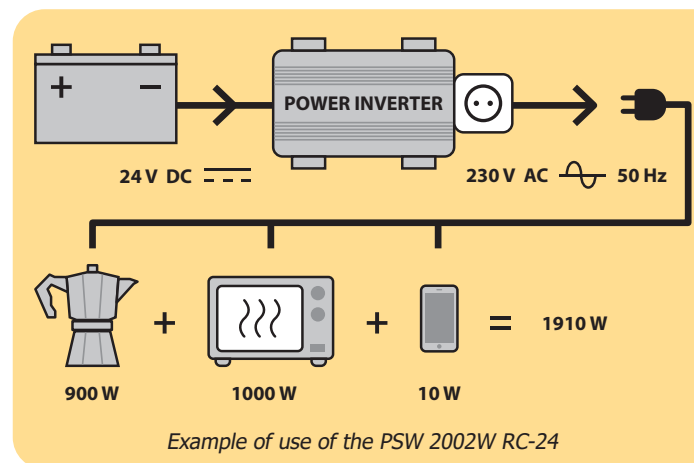 + −
POWER INVERTER
24 V DC
230 V AC 50 Hz
+ + = 1910 W
900 W 1000 W 10 W
Example of use of the PSW 2002W RC-24